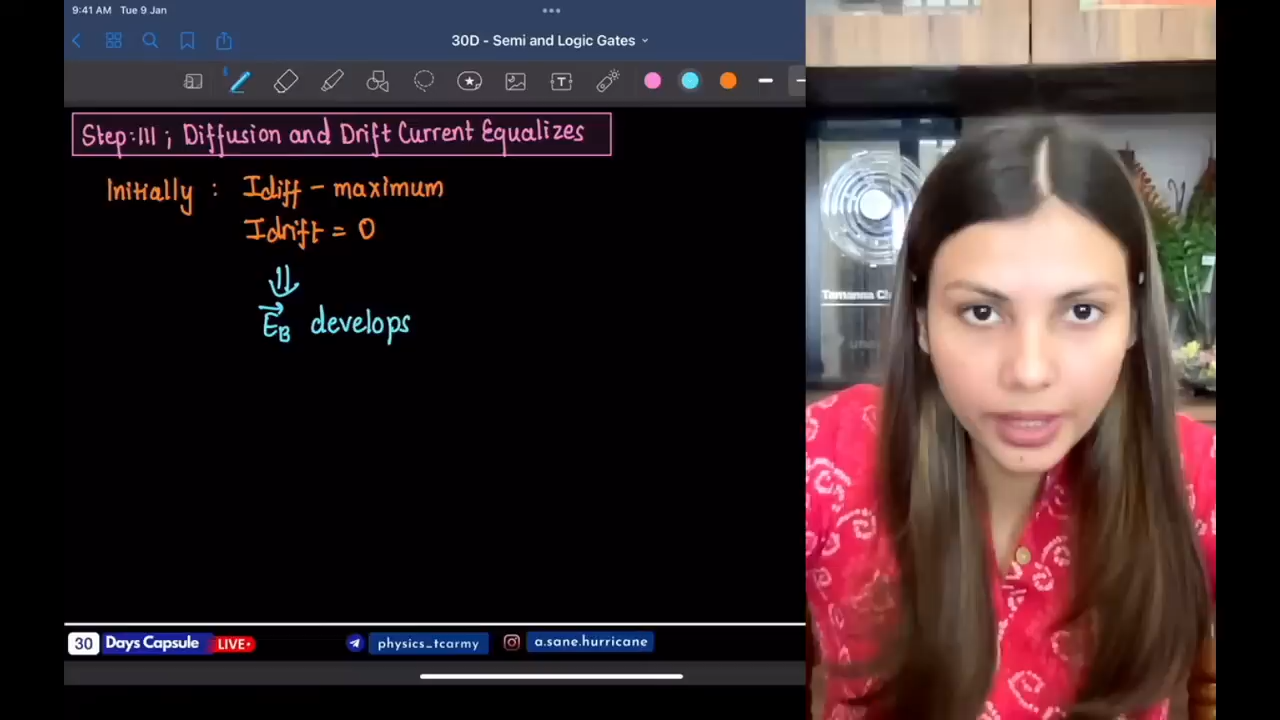 9:41 AM Tue 9 Jan
30D - Semi and Logic Gates
Step:III ; Diffusion and Drift Current Equalizes
Initially : Idiff – maximum
Idrift = 0
⇓
E⃗B develops
30 Days Capsule LIVE
physics_tcarmy
a.sane.hurricane